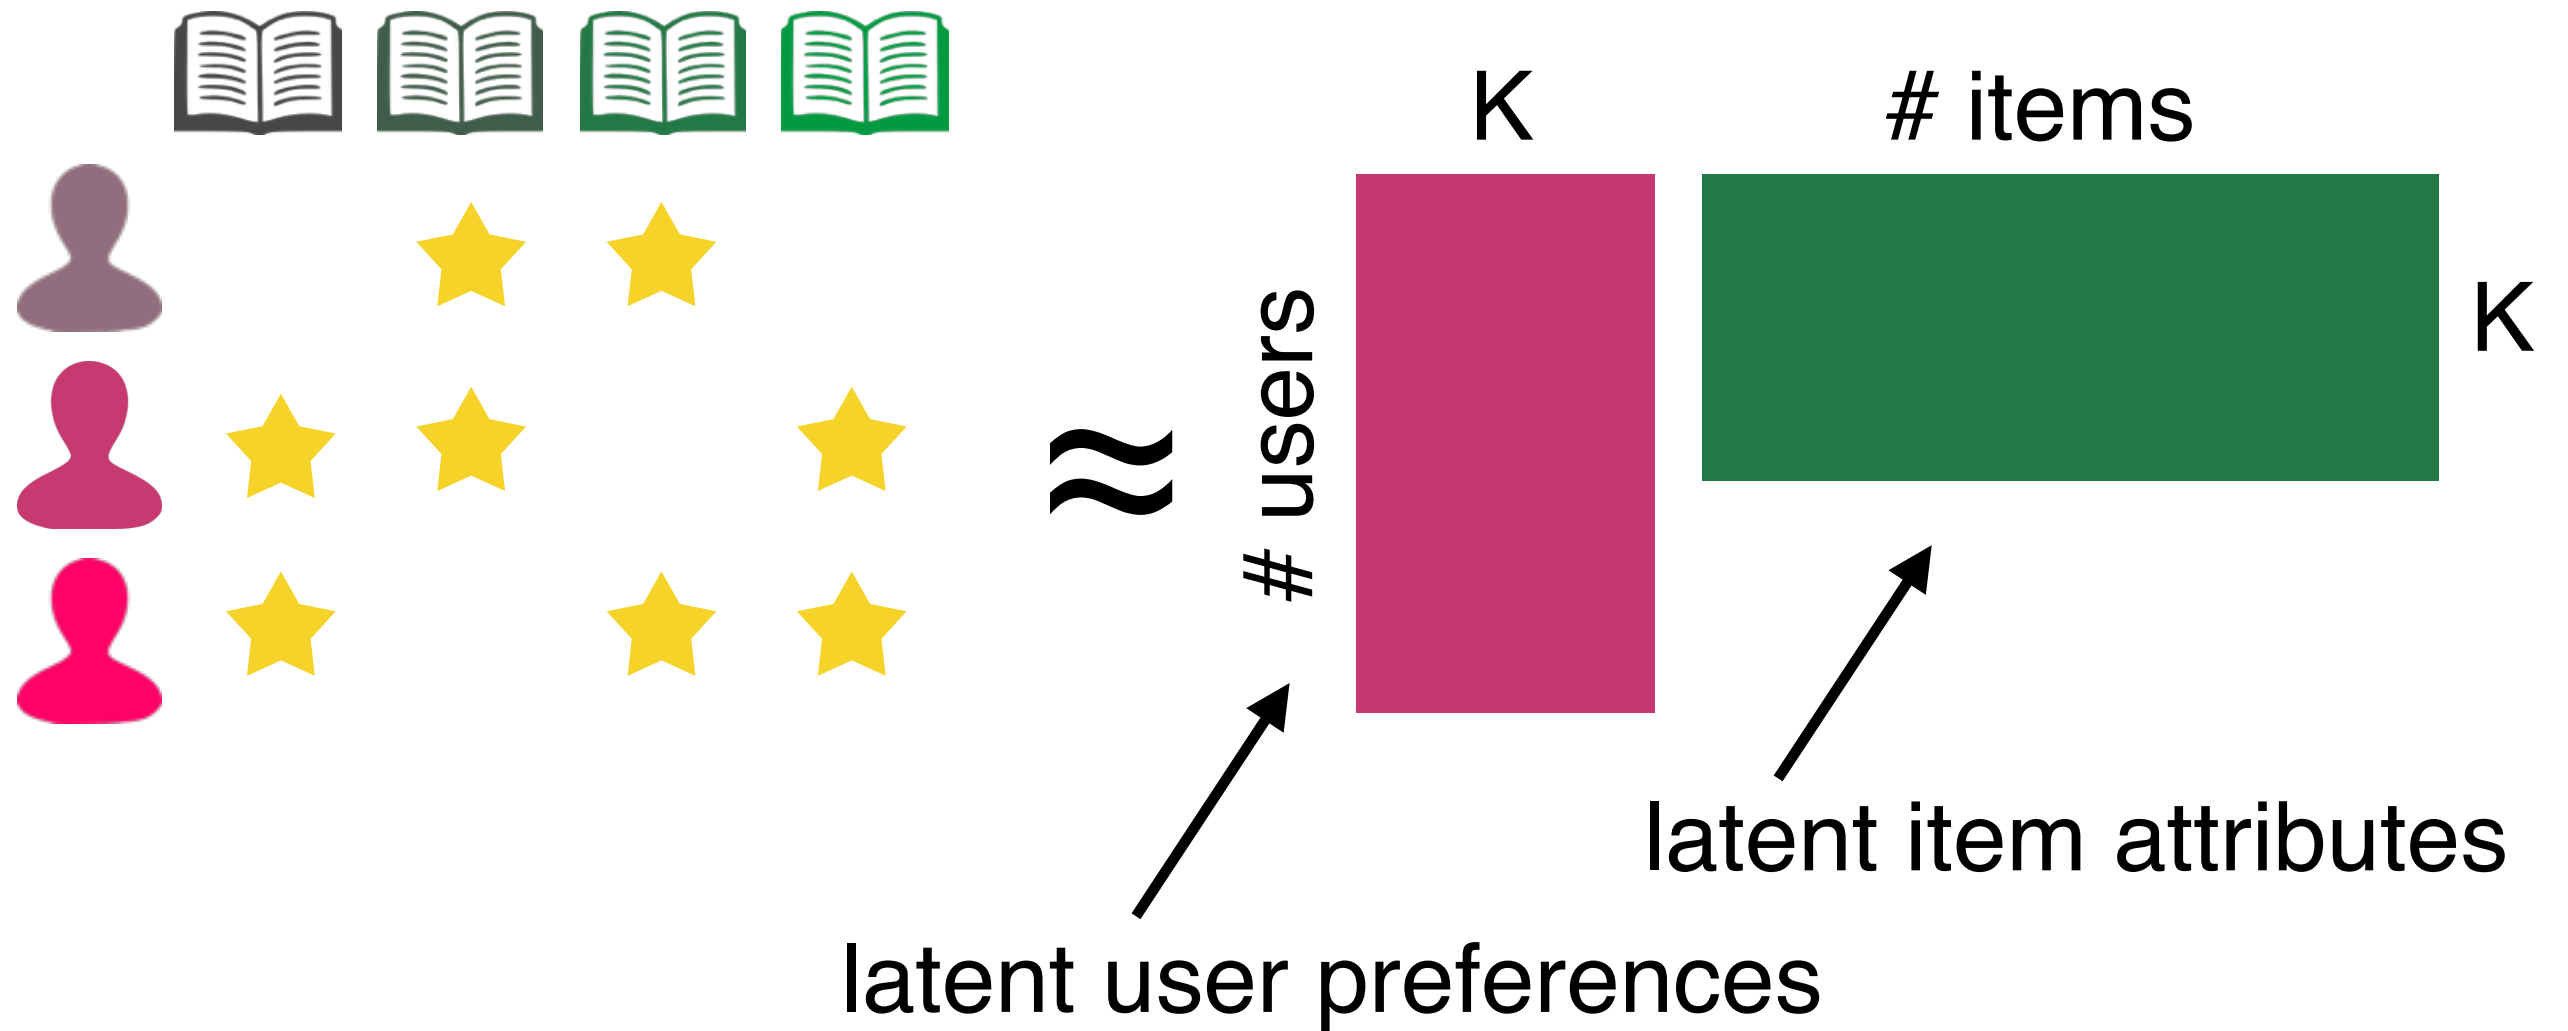 K
# items
# users
≈
K
latent item attributes
latent user preferences